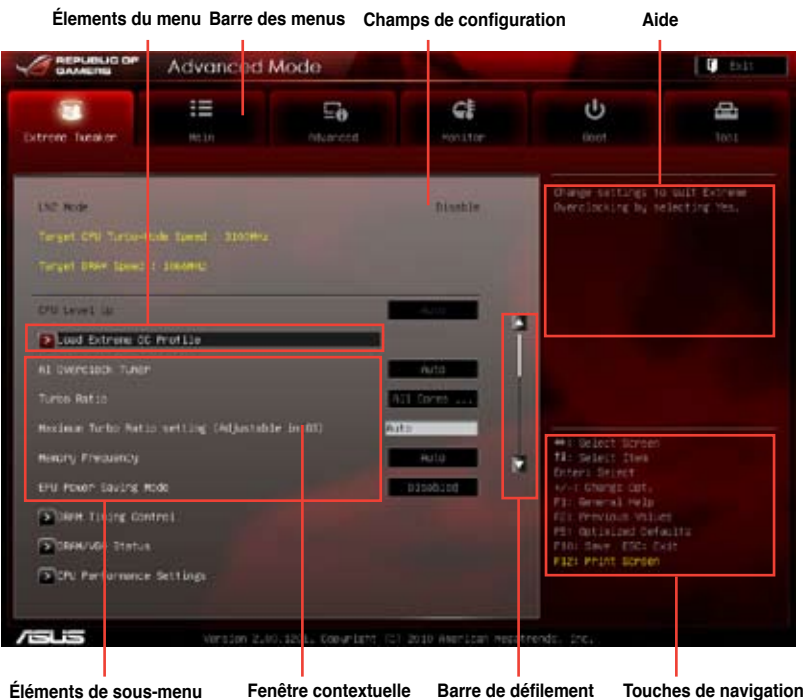 Élements du menu Barre des menus Champs de configuration Aide
REPUBLIC OF GAMERS
Advanced Mode
Exit
Extreme Tweaker Main Advanced Monitor Boot Tool
LN2 Mode Disable
Target CPU Turbo-Mode Speed : 3100MHz
Target DRAM Speed : 1066MHz
CPU Level Up Auto
Load Extreme OC Profile
Ai Overclock Tuner Auto
Turbo Ratio All Cores ...
Maximum Turbo Ratio setting (Adjustable in OS) Auto
Memory Frequency Auto
EPU Power Saving Mode Disabled
DRAM Timing Control
DRAM/VGA Status
CPU Performance Settings
Change settings to suit Extreme
Overclocking by selecting Yes.
↔: Select Screen
↑↓: Select Item
Enter: Select
+/-: Change Opt.
F1: General Help
F2: Previous Values
F5: Optimized Defaults
F10: Save ESC: Exit
F12: Print Screen
ASUS
Version 2.00.1201. Copyright (C) 2010 American Megatrends, Inc.
Éléments de sous-menu Fenêtre contextuelle Barre de défilement Touches de navigation